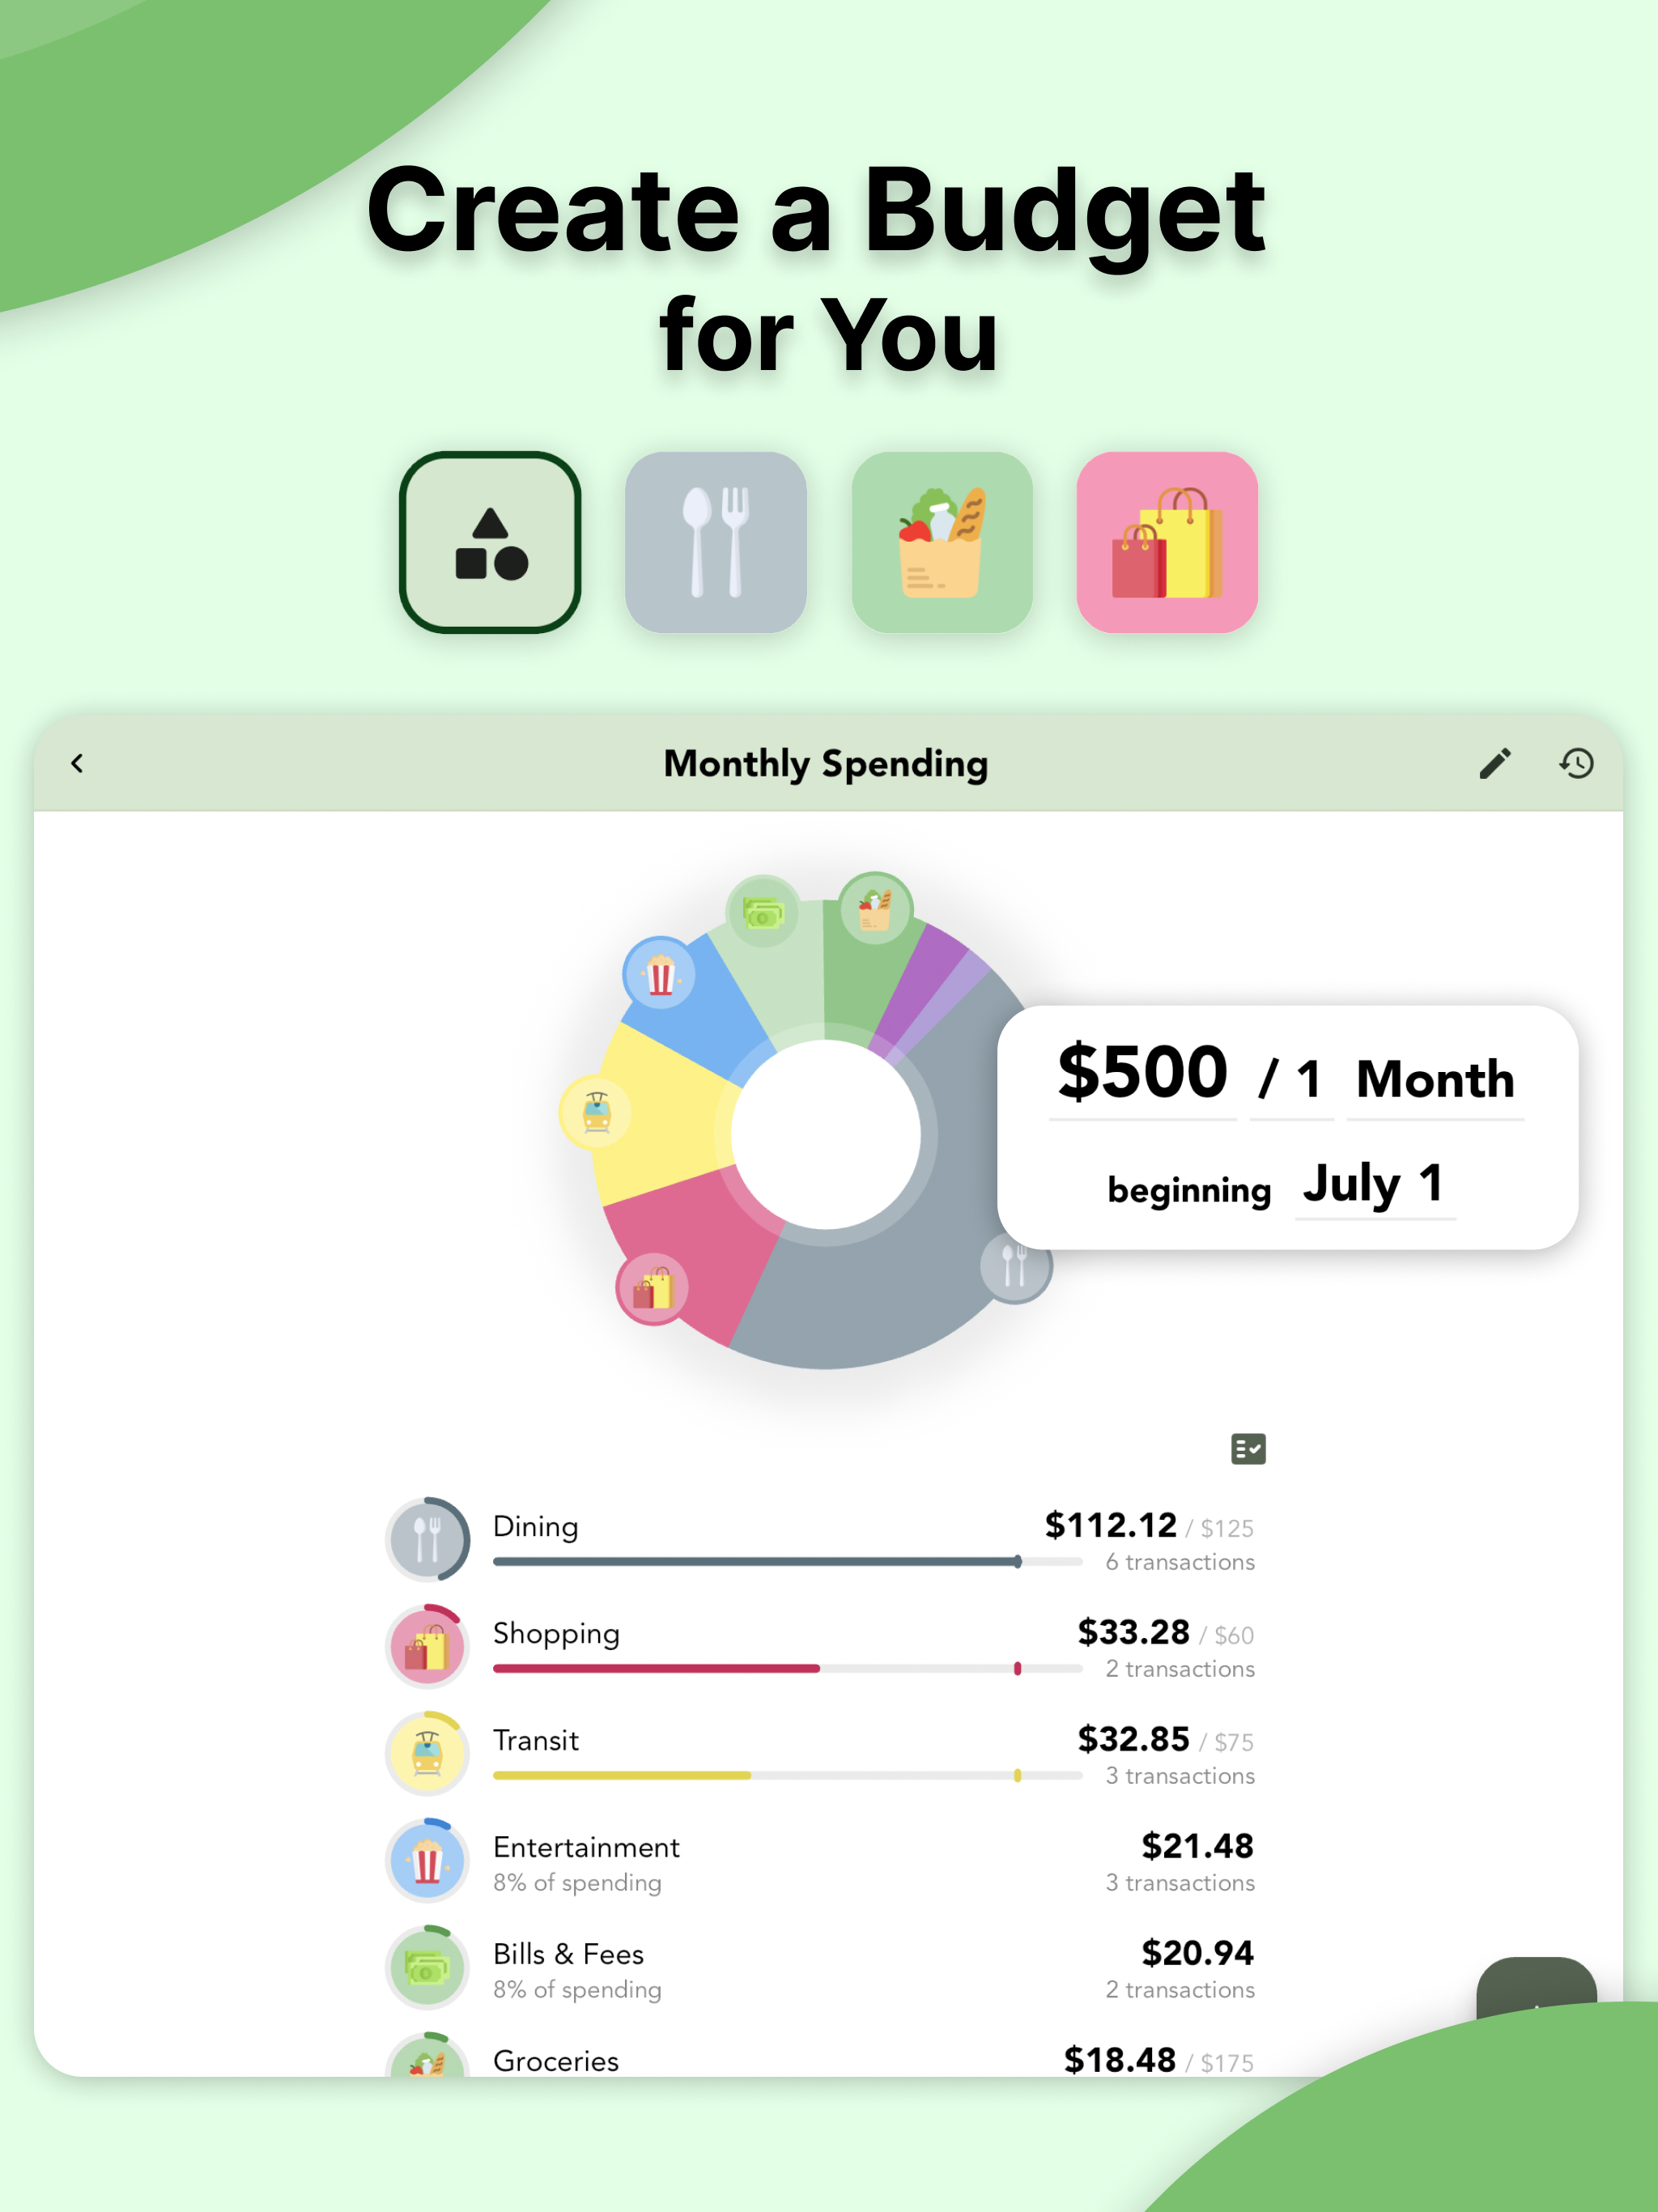 Create a Budget
for You
Monthly Spending
$500 / 1 Month
beginning July 1
Dining $112.12 / $125
6 transactions
Shopping $33.28 / $60
2 transactions
Transit $32.85 / $75
3 transactions
Entertainment $21.48
8% of spending 3 transactions
Bills & Fees $20.94
8% of spending 2 transactions
Groceries $18.48 / $175